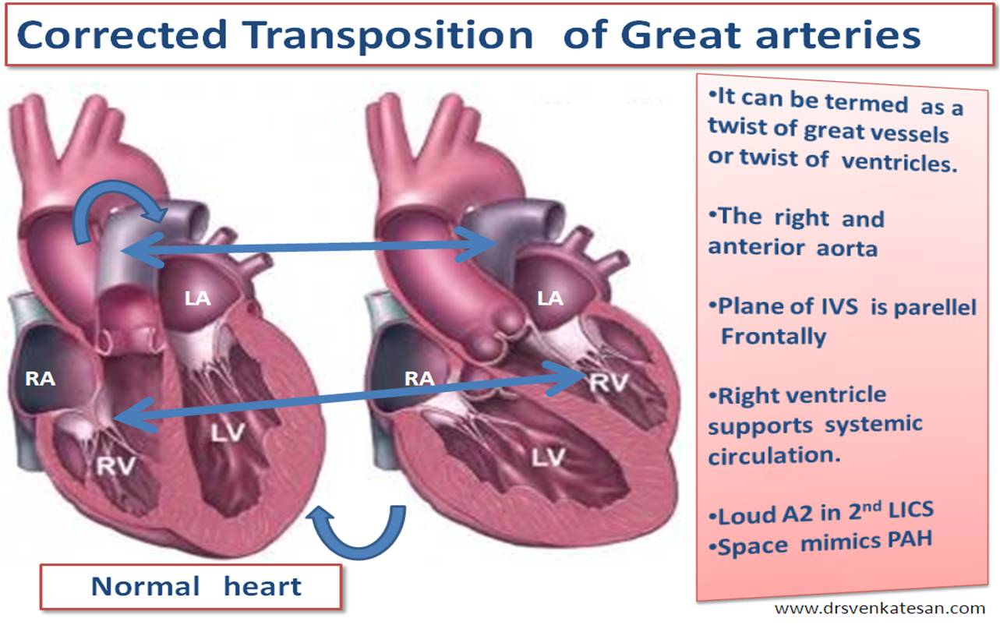 Corrected Transposition of Great arteries
LA
RA
RV
LV
LA
RA
RV
LV
•It can be termed as a
twist of great vessels
or twist of ventricles.
•The right and
anterior aorta
•Plane of IVS is parellel
Frontally
•Right ventricle
supports systemic
circulation.
•Loud A2 in 2nd LICS
•Space mimics PAH
Normal heart
www.drsvenkatesan.com